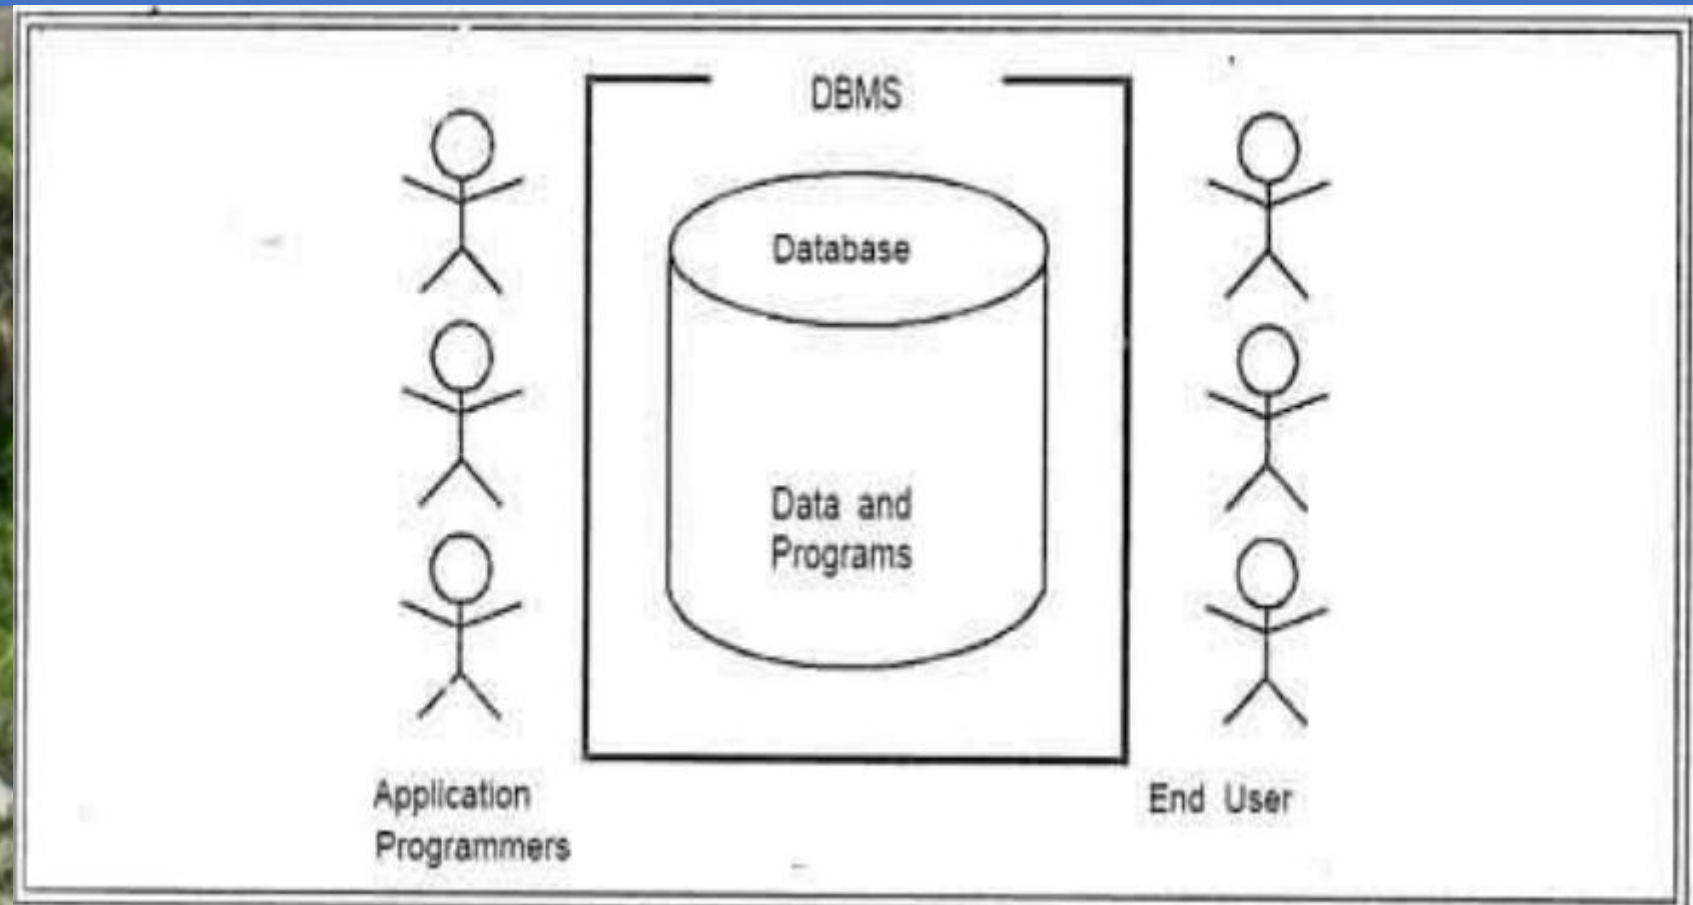 DBMS
Database
Data and
Programs
Application
Programmers
End User